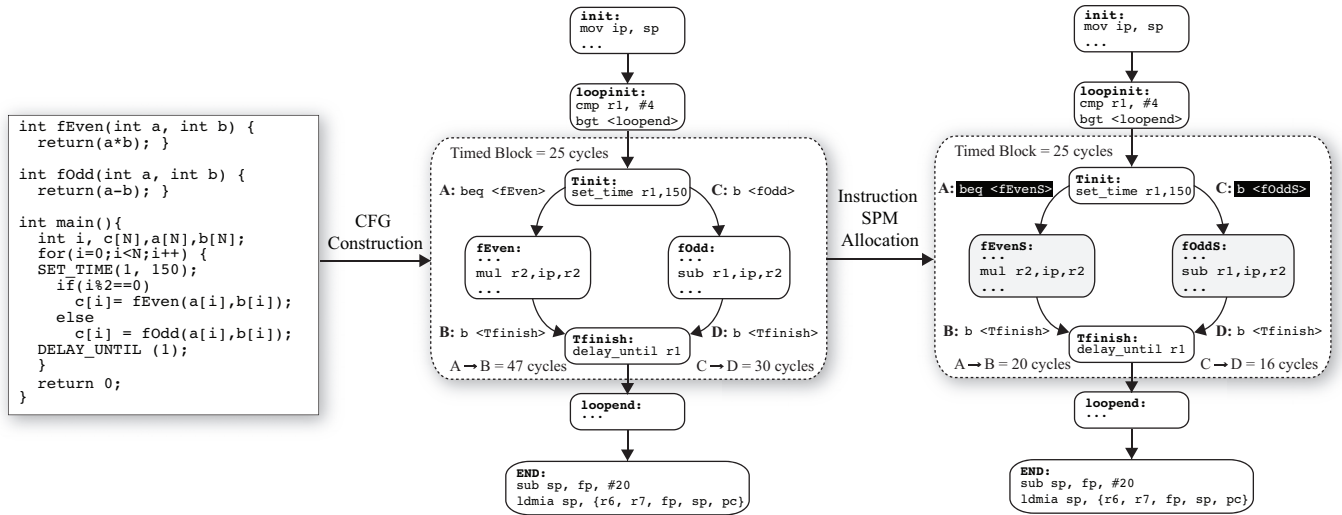 int fEven(int a, int b) {
return(a*b); }
int fOdd(int a, int b) {
return(a-b); }
int main(){
int i, c[N],a[N],b[N];
for(i=0;i<N;i++) {
SET_TIME(1, 150);
if(i%2==0)
c[i]= fEven(a[i],b[i]);
else
c[i] = fOdd(a[i],b[i]);
DELAY_UNTIL (1);
}
return 0;
}
CFG
Construction
init:
mov ip, sp
...
loopinit:
cmp r1, #4
bgt <loopend>
Timed Block = 25 cycles
Tinit:
set_time r1,150
A: beq <fEven>
C: b <fOdd>
fEven:
...
mul r2,ip,r2
...
fOdd:
...
sub r1,ip,r2
...
B: b <Tfinish>
D: b <Tfinish>
Tfinish:
delay_until r1
A → B = 47 cycles
C → D = 30 cycles
loopend:
...
END:
sub sp, fp, #20
ldmia sp, {r6, r7, fp, sp, pc}
Instruction
SPM
Allocation
init:
mov ip, sp
...
loopinit:
cmp r1, #4
bgt <loopend>
Timed Block = 25 cycles
Tinit:
set_time r1,150
A: beq <fEvenS>
C: b <fOddS>
fEvenS:
...
mul r2,ip,r2
...
fOddS:
...
sub r1,ip,r2
...
B: b <Tfinish>
D: b <Tfinish>
Tfinish:
delay_until r1
A → B = 20 cycles
C → D = 16 cycles
loopend:
...
END:
sub sp, fp, #20
ldmia sp, {r6, r7, fp, sp, pc}